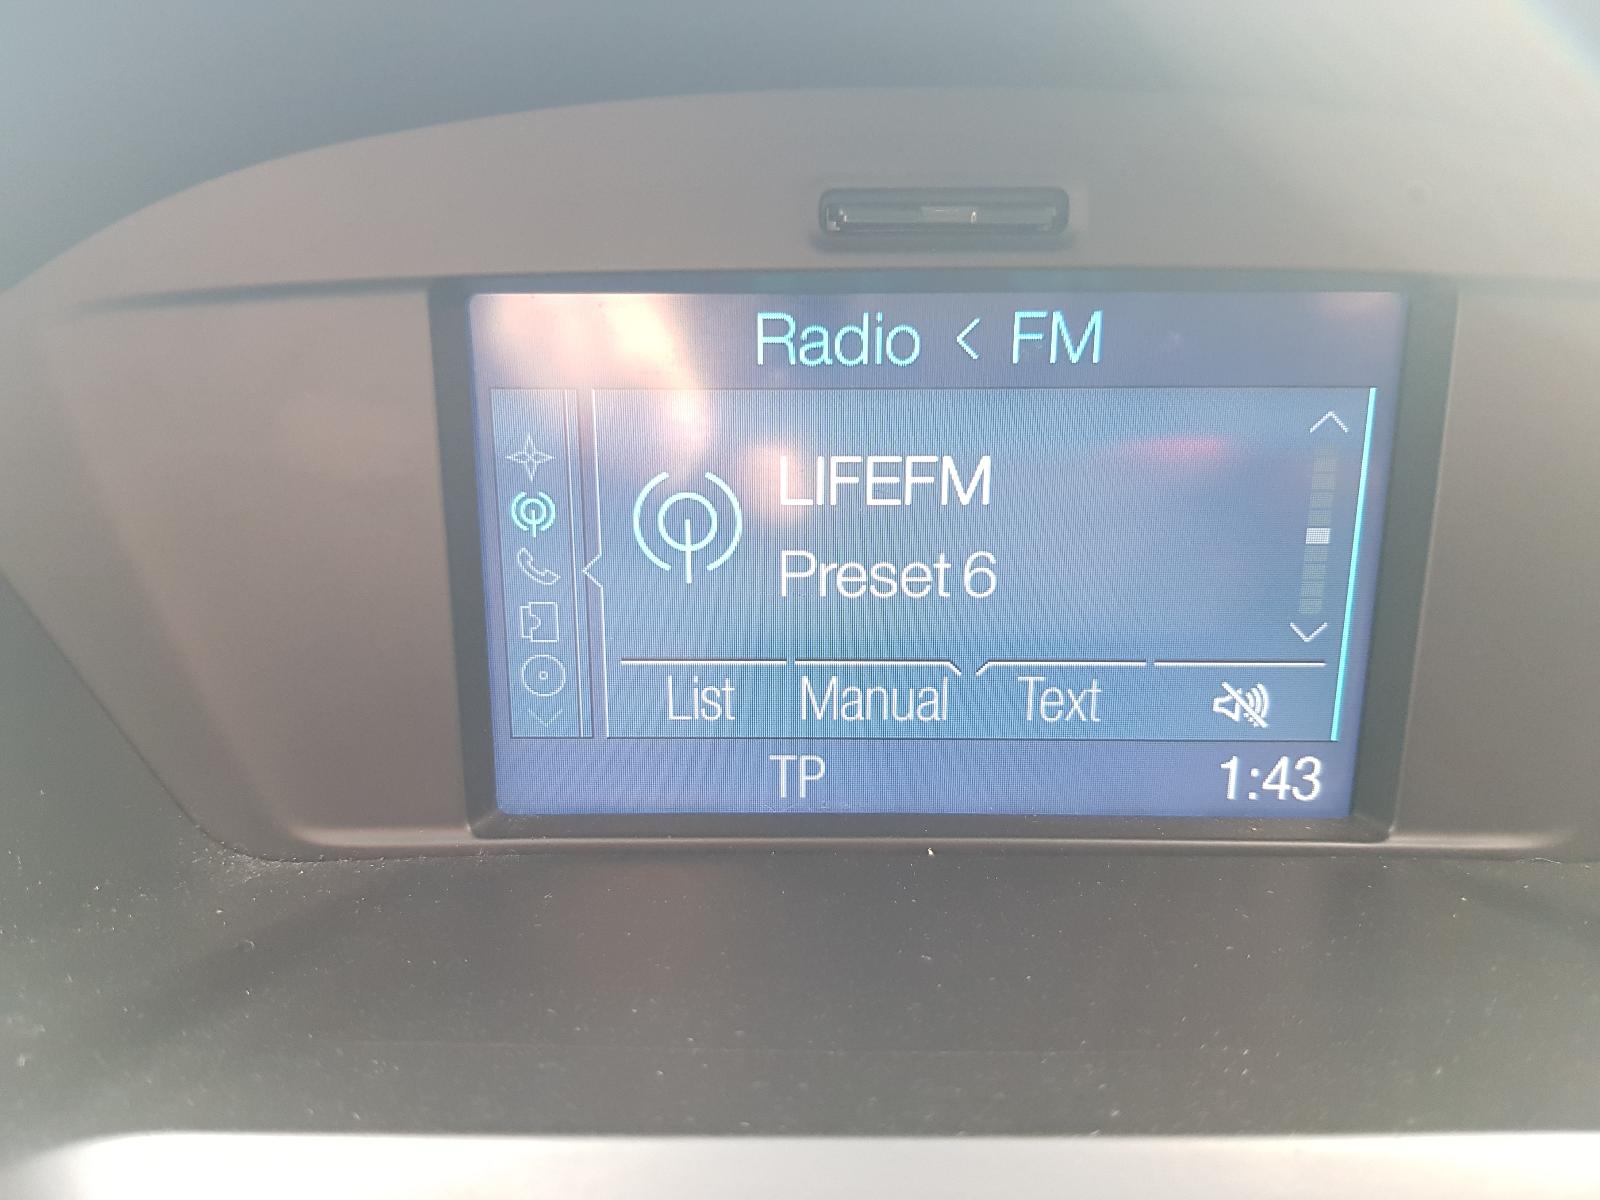 Radio < FM
LIFEFM
Preset 6
List Manual Text
TP 1:43